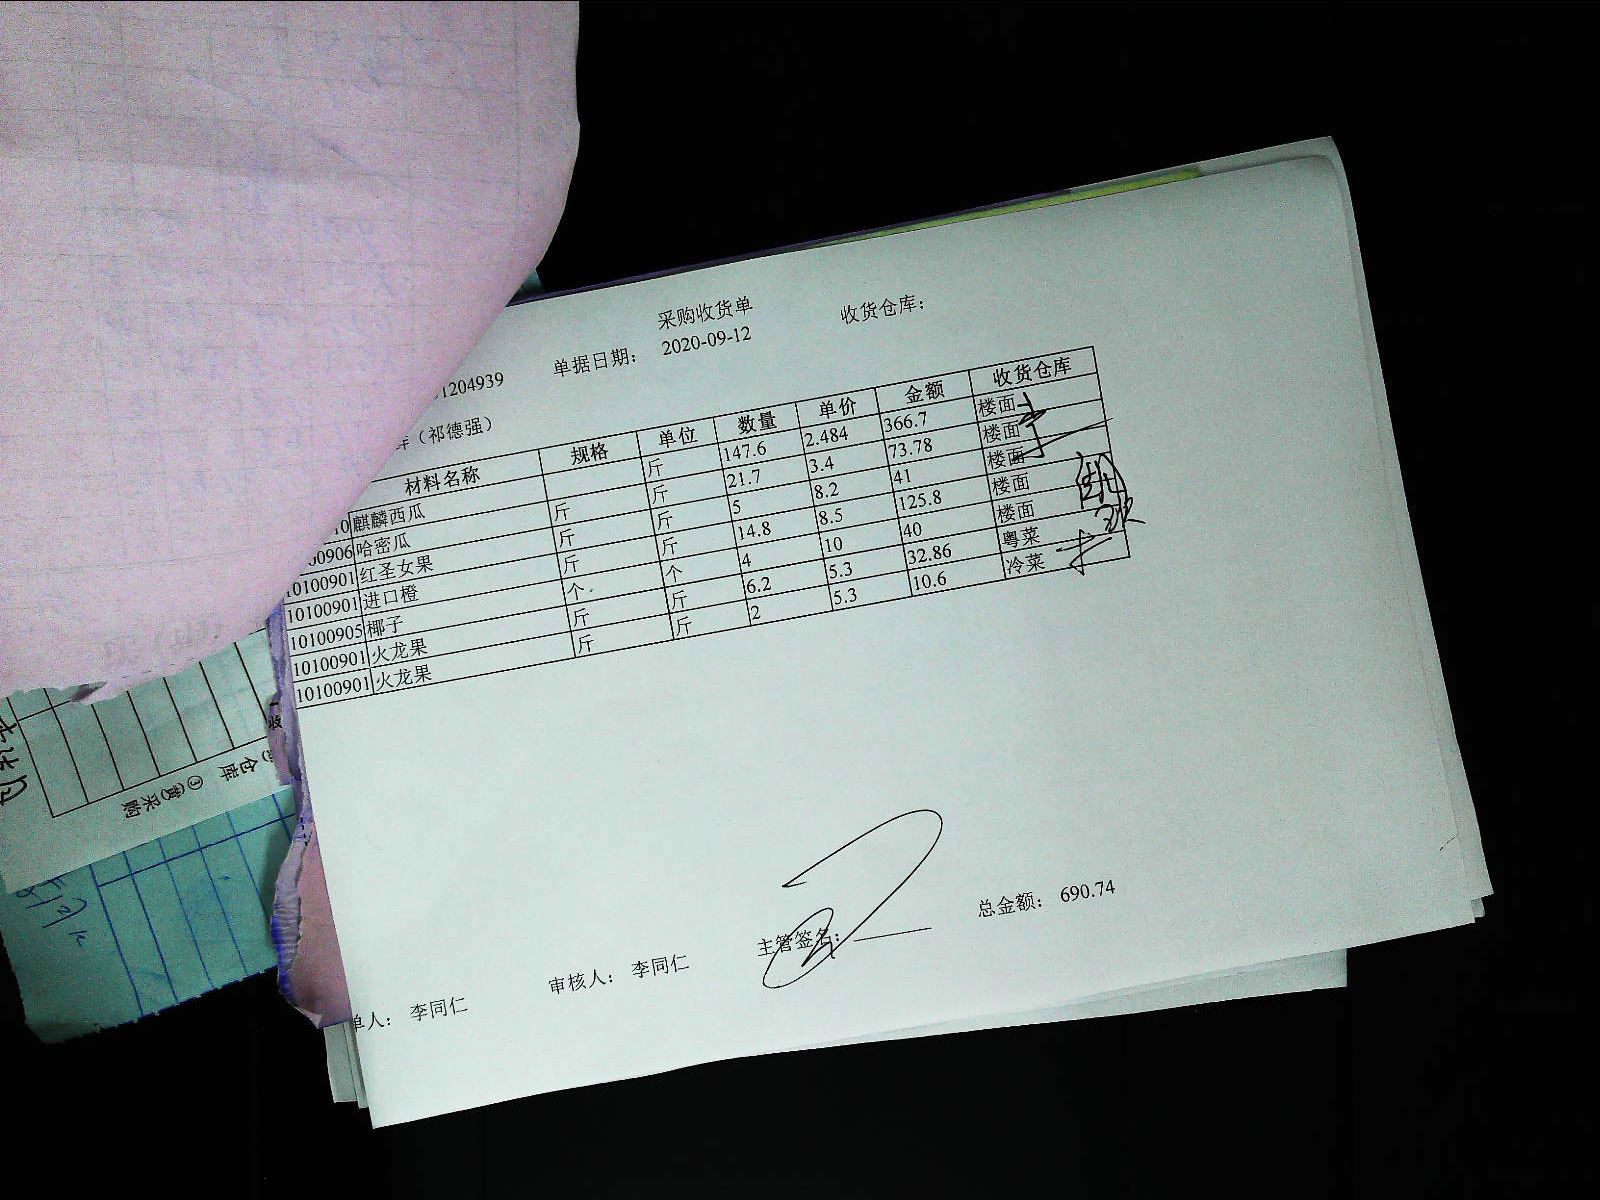 采购收货单
1204939 单据日期： 2020-09-12 收货仓库：
（祁德强）
材料名称 规格 单位 数量 单价 金额 收货仓库
10 麒麟西瓜 斤 147.6 2.484 366.7 楼面
00906 哈密瓜 斤 斤 21.7 3.4 73.78 楼面
10100901 红圣女果 斤 斤 5 8.2 41 楼面
10100901 进口橙 斤 斤 14.8 8.5 125.8 楼面
10100905 椰子 个 个 4 10 40 楼面
10100901 火龙果 斤 斤 6.2 5.3 32.86 粤菜
10100901 火龙果 斤 斤 2 5.3 10.6 冷菜
单人： 李同仁 审核人： 李同仁 主管签名： 总金额： 690.74
仓库 ③(黄)采购